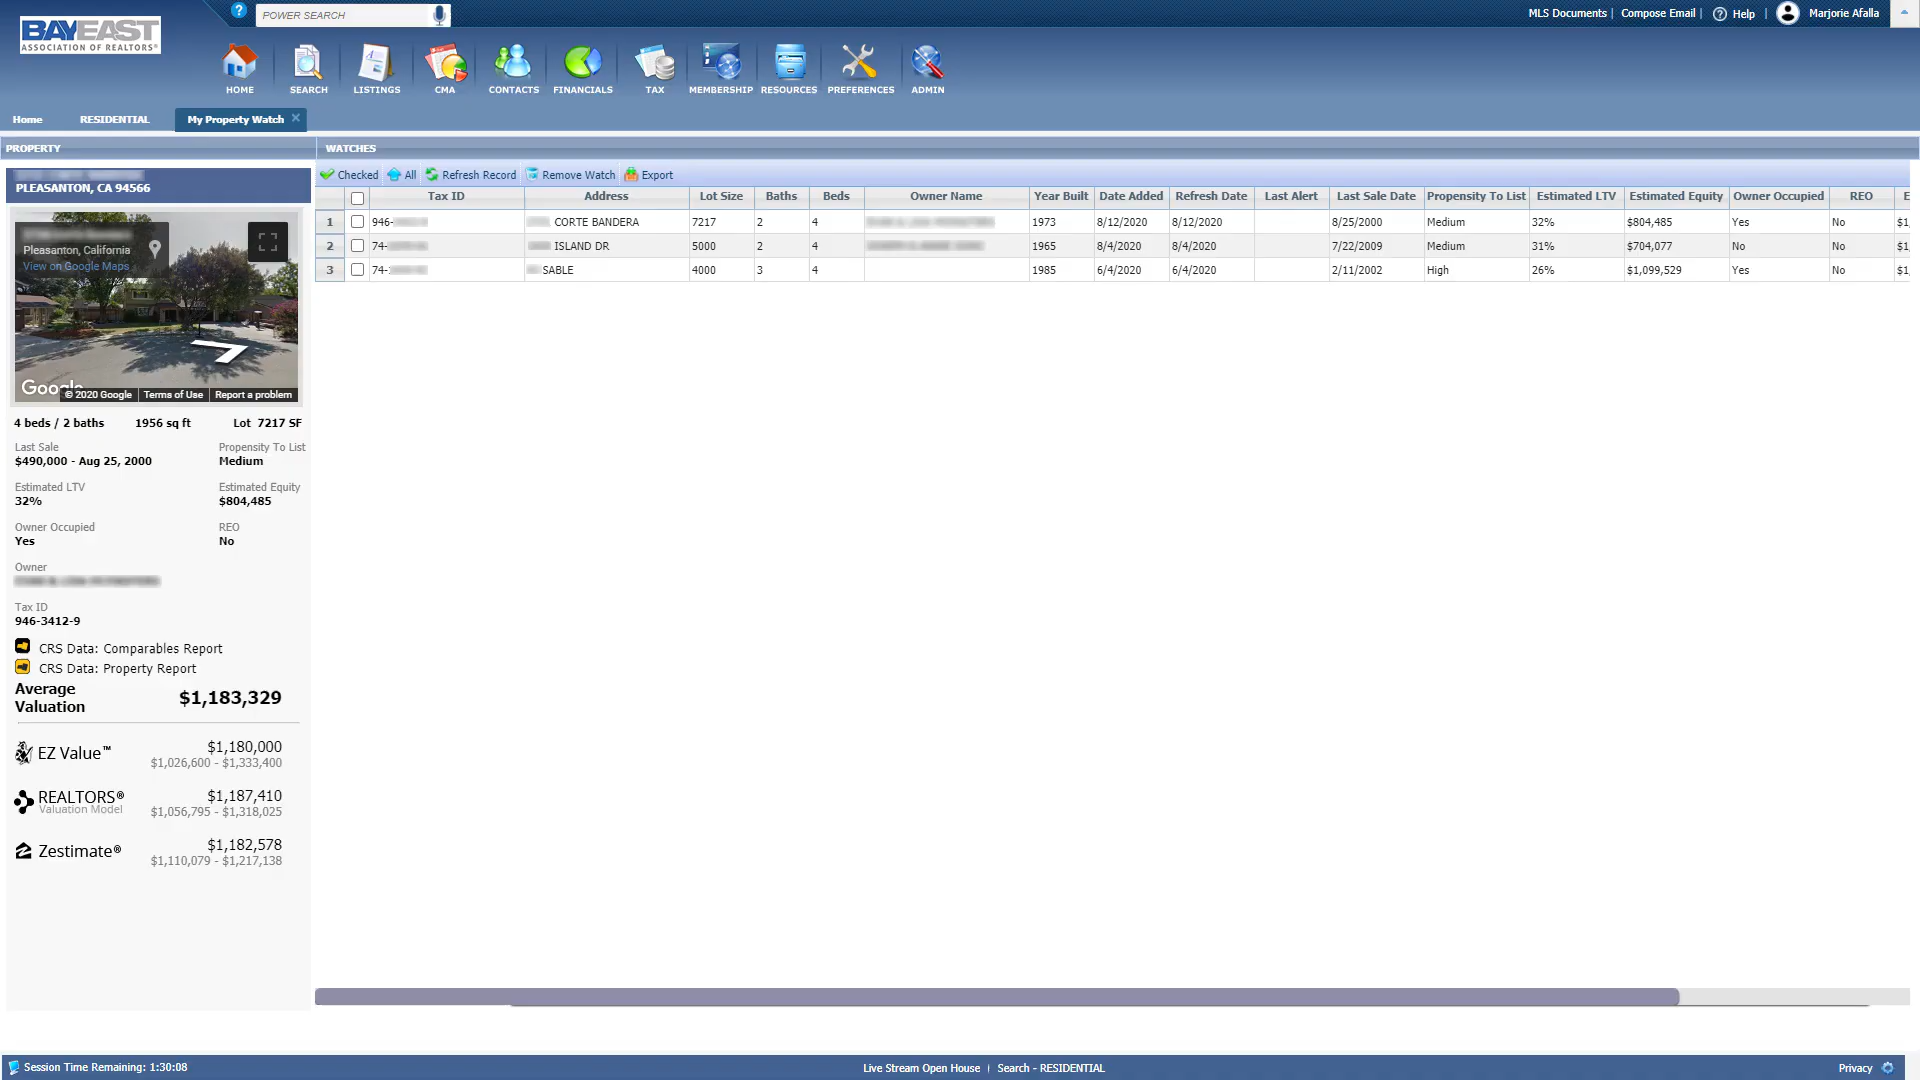 BAYEAST
ASSOCIATION OF REALTORS®
?
POWER SEARCH
MLS Documents | Compose Email | Help | Marjorie Afalla
HOME SEARCH LISTINGS CMA CONTACTS FINANCIALS TAX MEMBERSHIP RESOURCES PREFERENCES ADMIN
Home RESIDENTIAL My Property Watch
PROPERTY
PLEASANTON, CA 94566
Pleasanton, California
View on Google Maps
Google
© 2020 Google Terms of Use Report a problem
4 beds / 2 baths 1956 sq ft Lot 7217 SF
Last Sale Propensity To List
$490,000 - Aug 25, 2000 Medium
Estimated LTV Estimated Equity
32% $804,485
Owner Occupied REO
Yes No
Owner
Tax ID
946-3412-9
CRS Data: Comparables Report
CRS Data: Property Report
Average Valuation $1,183,329
EZ Value™ $1,180,000
$1,026,600 - $1,333,400
REALTORS® $1,187,410
Valuation Model $1,056,795 - $1,318,025
Zestimate® $1,182,578
$1,110,079 - $1,217,138
WATCHES
Checked All Refresh Record Remove Watch Export
Tax ID Address Lot Size Baths Beds Owner Name Year Built Date Added Refresh Date Last Alert Last Sale Date Propensity To List Estimated LTV Estimated Equity Owner Occupied REO E
1 946- CORTE BANDERA 7217 2 4 1973 8/12/2020 8/12/2020 8/25/2000 Medium 32% $804,485 Yes No $1,
2 74- ISLAND DR 5000 2 4 1965 8/4/2020 8/4/2020 7/22/2009 Medium 31% $704,077 No No $1,
3 74- SABLE 4000 3 4 1985 6/4/2020 6/4/2020 2/11/2002 High 26% $1,099,529 Yes No $1,
Session Time Remaining: 1:30:08 Live Stream Open House | Search - RESIDENTIAL Privacy